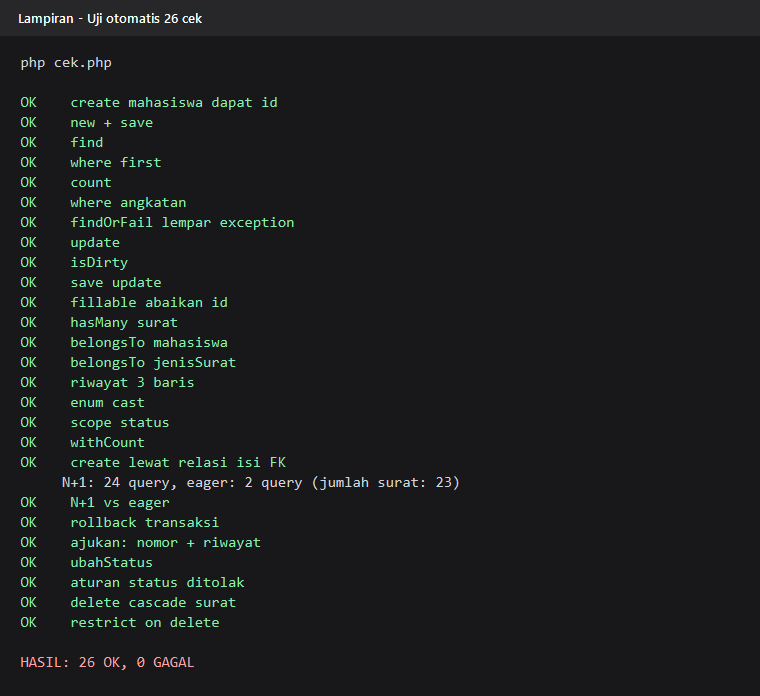 Lampiran - Uji otomatis 26 cek
php cek.php
OK create mahasiswa dapat id
OK new + save
OK find
OK where first
OK count
OK where angkatan
OK findOrFail lempar exception
OK update
OK isDirty
OK save update
OK fillable abaikan id
OK hasMany surat
OK belongsTo mahasiswa
OK belongsTo jenisSurat
OK riwayat 3 baris
OK enum cast
OK scope status
OK withCount
OK create lewat relasi isi FK
N+1: 24 query, eager: 2 query (jumlah surat: 23)
OK N+1 vs eager
OK rollback transaksi
OK ajukan: nomor + riwayat
OK ubahStatus
OK aturan status ditolak
OK delete cascade surat
OK restrict on delete
HASIL: 26 OK, 0 GAGAL